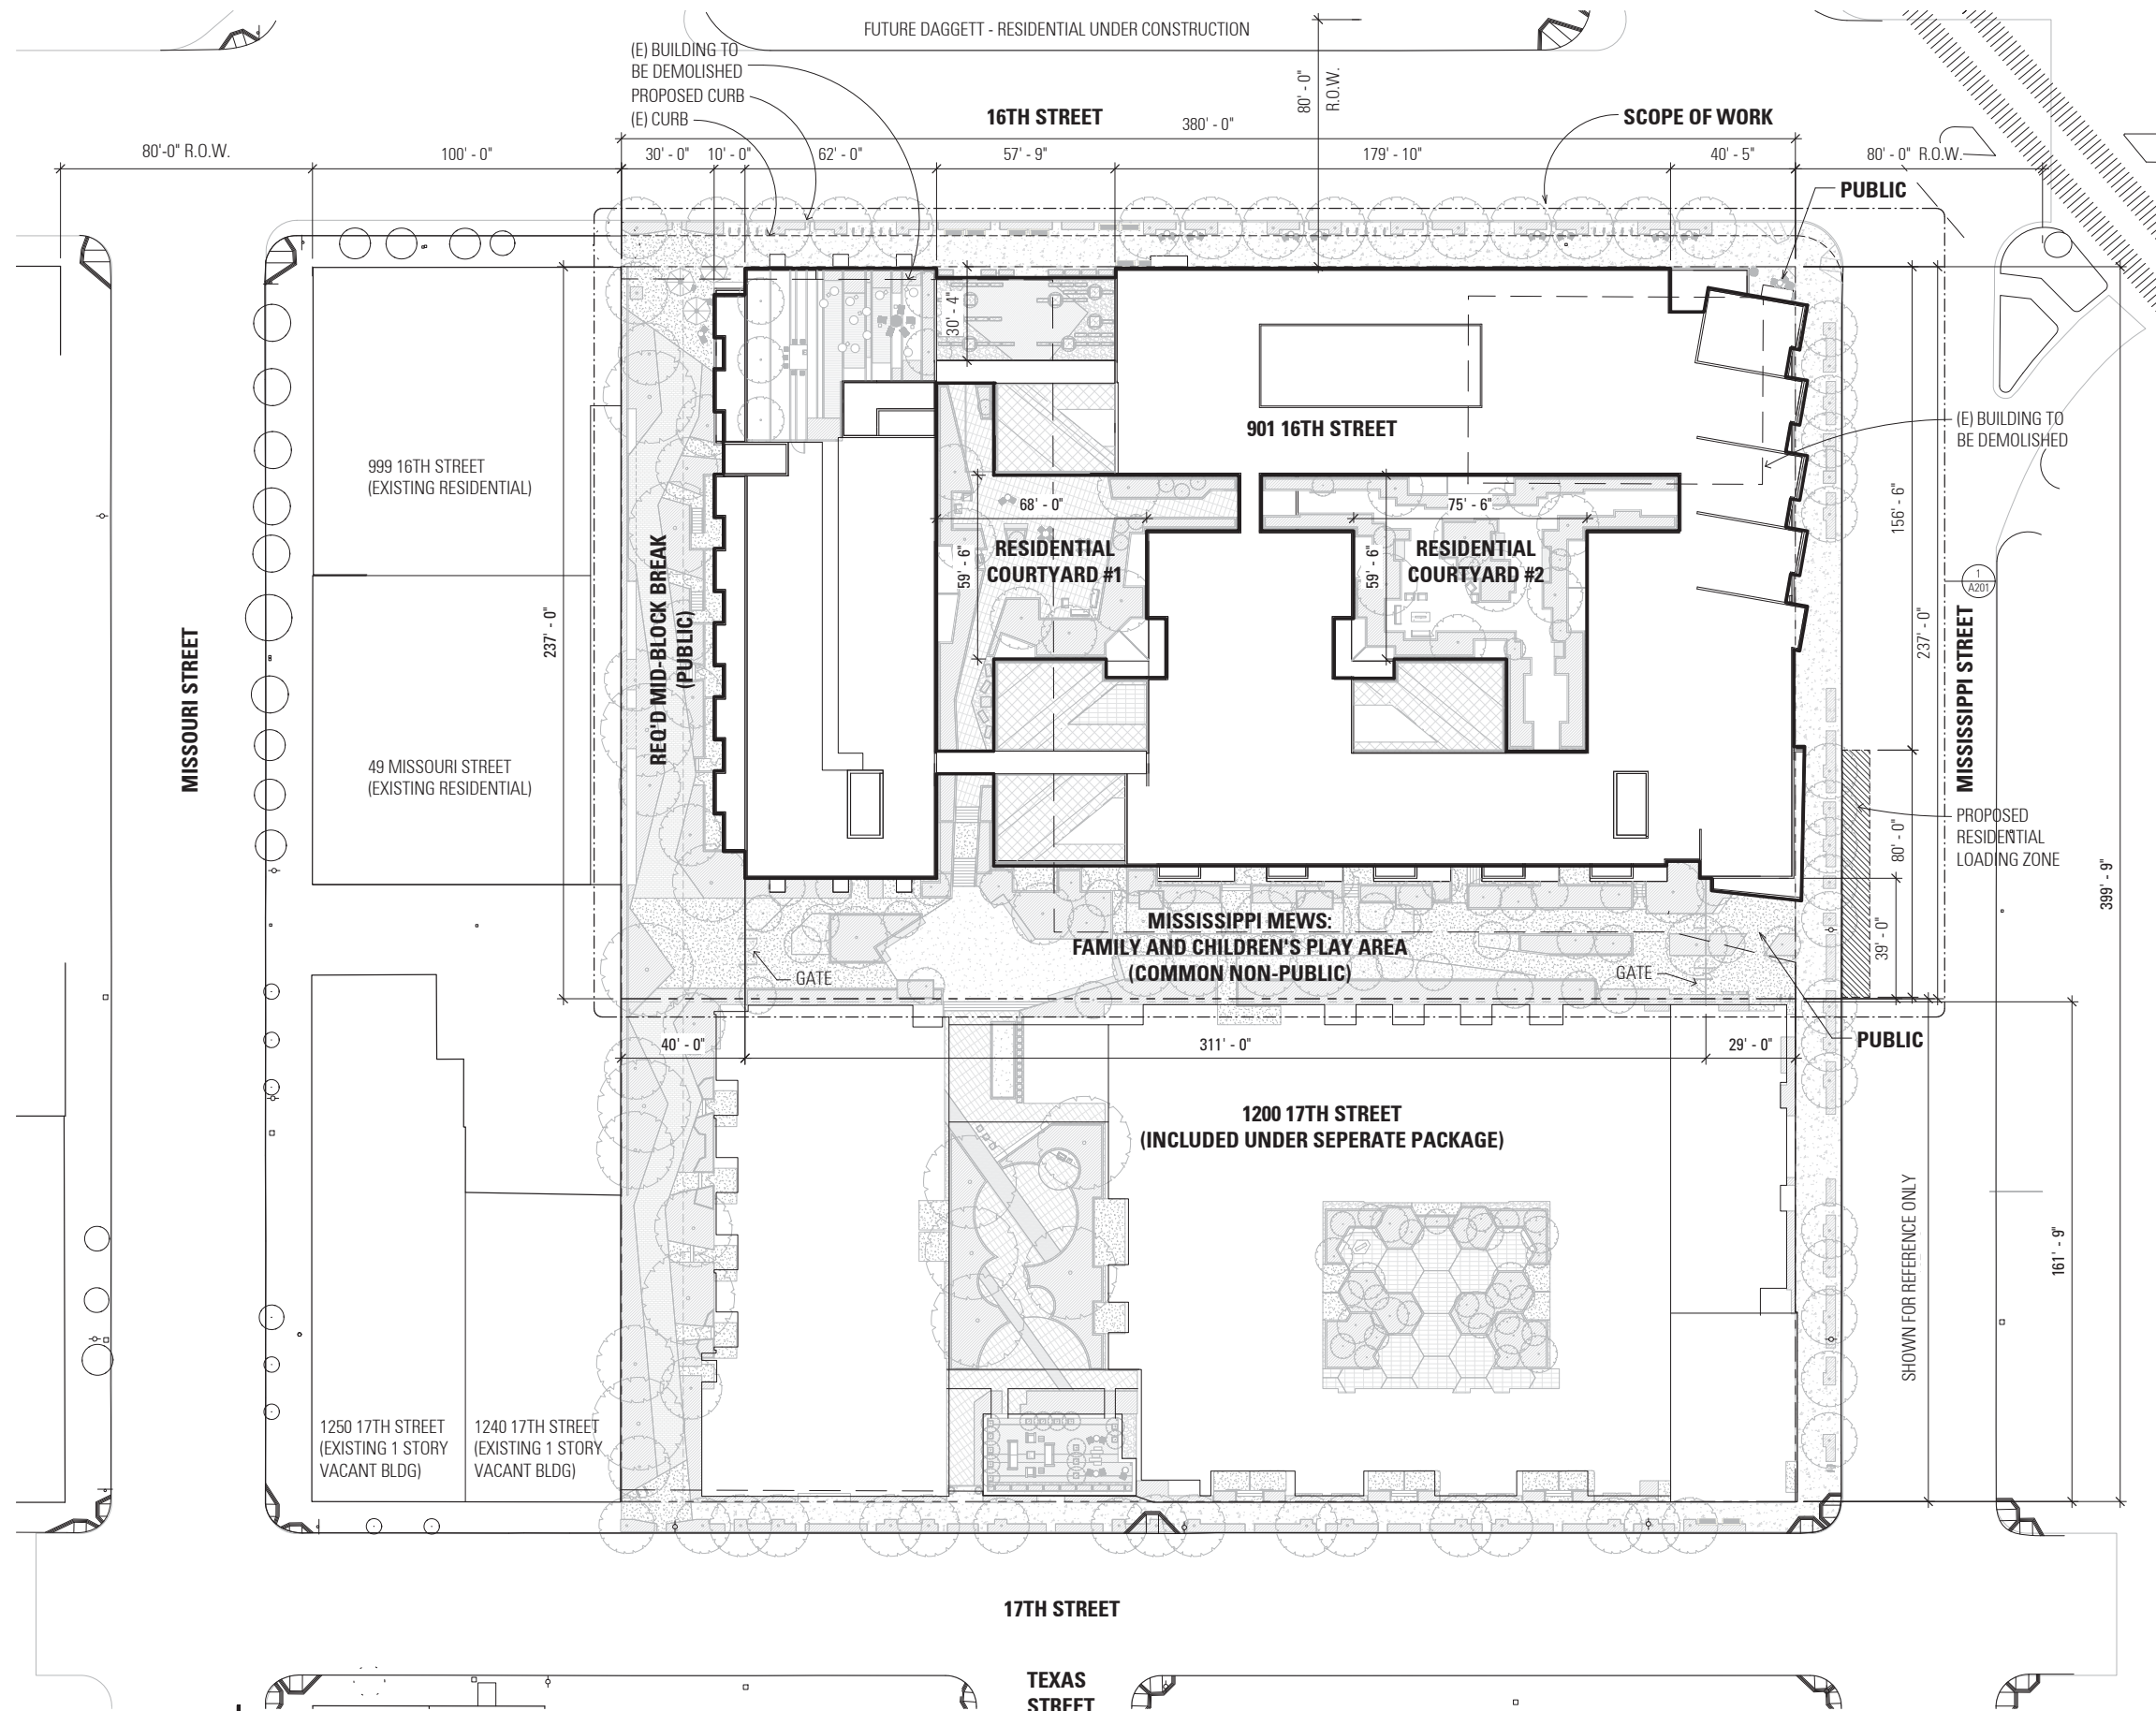 FUTURE DAGGETT - RESIDENTIAL UNDER CONSTRUCTION
(E) BUILDING TO
BE DEMOLISHED
PROPOSED CURB
(E) CURB
80' - 0"
R.O.W.
16TH STREET
SCOPE OF WORK
380' - 0"
80'-0" R.O.W.
100' - 0"
30' - 0"
10' - 0"
62' - 0"
57' - 9"
179' - 10"
40' - 5"
80' - 0" R.O.W.
PUBLIC
30' - 4"
901 16TH STREET
(E) BUILDING TO
BE DEMOLISHED
999 16TH STREET
(EXISTING RESIDENTIAL)
68' - 0"
75' - 6"
156' - 6"
RESIDENTIAL
COURTYARD #1
59' - 6"
RESIDENTIAL
COURTYARD #2
59' - 6"
1
A201
237' - 0"
REQ'D MID-BLOCK BREAK
(PUBLIC)
237' - 0"
MISSISSIPPI STREET
MISSOURI STREET
49 MISSOURI STREET
(EXISTING RESIDENTIAL)
PROPOSED
RESIDENTIAL
LOADING ZONE
80' - 0"
399' - 9"
MISSISSIPPI MEWS:
FAMILY AND CHILDREN'S PLAY AREA
(COMMON NON-PUBLIC)
39' - 0"
GATE
GATE
PUBLIC
40' - 0"
311' - 0"
29' - 0"
1200 17TH STREET
(INCLUDED UNDER SEPERATE PACKAGE)
SHOWN FOR REFERENCE ONLY
161' - 9"
1250 17TH STREET
(EXISTING 1 STORY
VACANT BLDG)
1240 17TH STREET
(EXISTING 1 STORY
VACANT BLDG)
17TH STREET
TEXAS
STREET